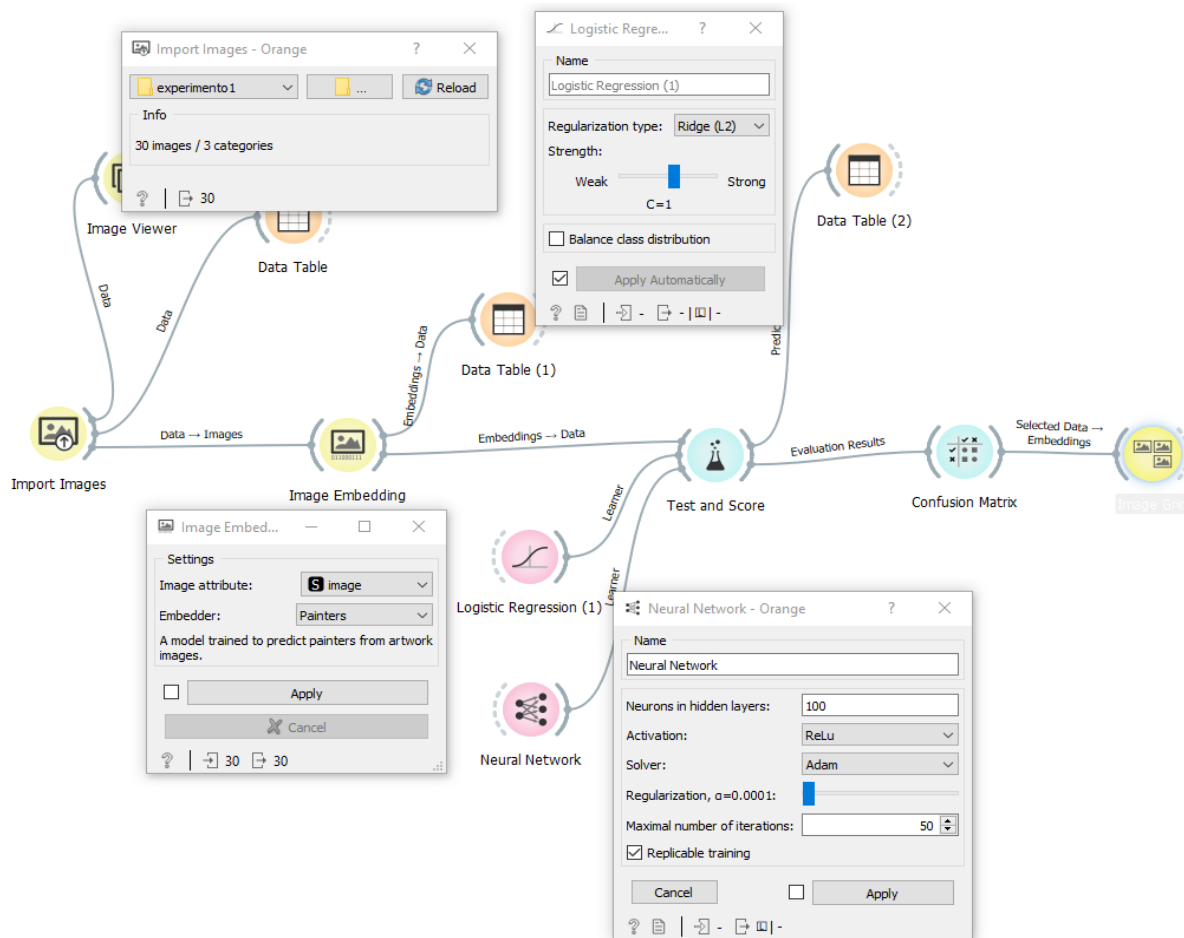 Import Images - Orange
?
experimento1
...
Reload
Info
30 images / 3 categories
? 30
Logistic Regre...
?
Name
Logistic Regression (1)
Regularization type: Ridge (L2)
Strength:
Weak Strong
C=1
Balance class distribution
Apply Automatically
? - - | - 
Image Viewer
Data Table
Data Table (2)
Data
Data
Embeddings → Data
Data Table (1)
Predic
Import Images
Data → Images
Image Embedding
Embeddings → Data
Test and Score
Evaluation Results
Confusion Matrix
Selected Data →
Embeddings
Image Grid
Learner
Logistic Regression (1)
Learner
Neural Network
Image Embed...
Settings
Image attribute: S image
Embedder: Painters
A model trained to predict painters from artwork
images.
Apply
Cancel
? 30 30
Neural Network - Orange
?
Name
Neural Network
Neurons in hidden layers: 100
Activation: ReLu
Solver: Adam
Regularization, α=0.0001:
Maximal number of iterations: 50
Replicable training
Cancel Apply
? - | -